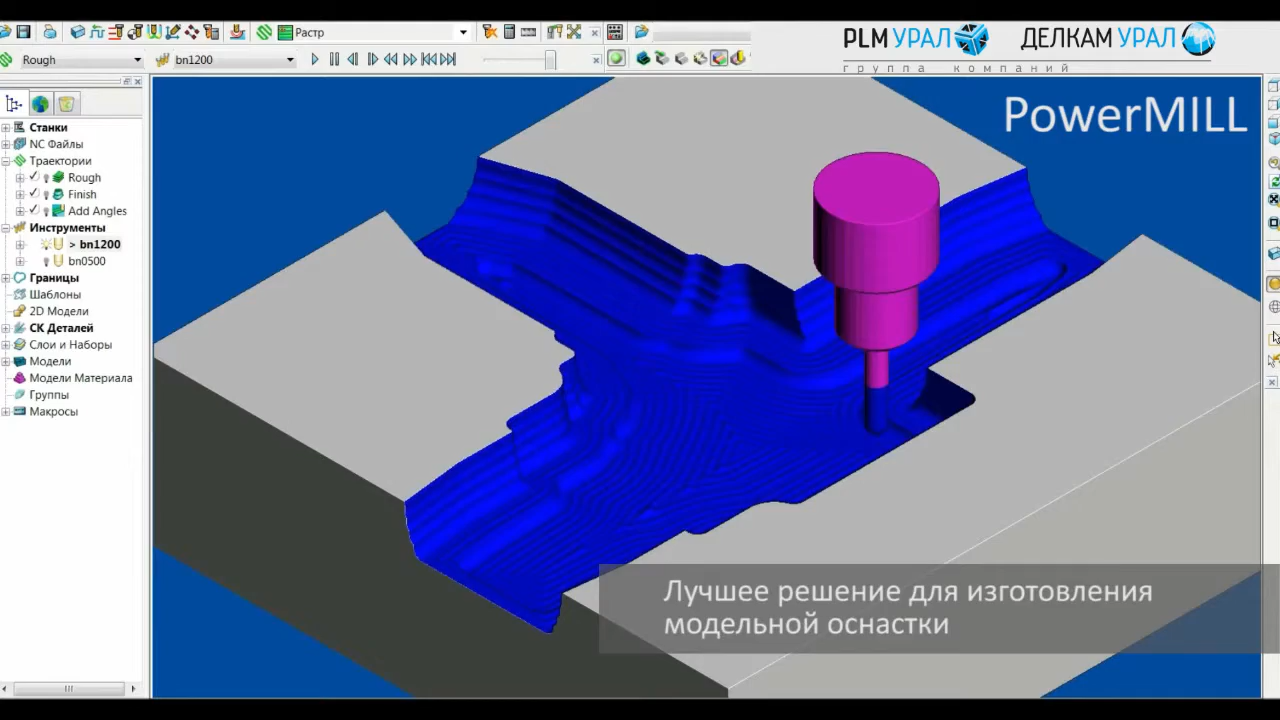 Растр
PLM УРАЛ
ДЕЛКАМ УРАЛ
группа компаний
Rough
bn1200
PowerMILL
Станки
NC Файлы
Траектории
Rough
Finish
Add Angles
Инструменты
> bn1200
bn0500
Границы
Шаблоны
2D Модели
СК Деталей
Слои и Наборы
Модели
Модели Материала
Группы
Макросы
Лучшее решение для изготовления
модельной оснастки